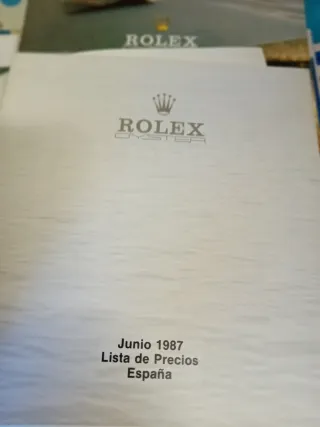 ROLEX
ROLEX
OYSTER
Junio 1987
Lista de Precios
España